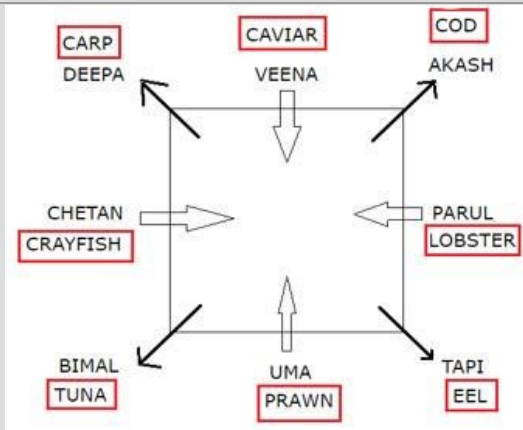 CARP
DEEPA
CAVIAR
VEENA
COD
AKASH
CHETAN
CRAYFISH
PARUL
LOBSTER
BIMAL
TUNA
UMA
PRAWN
TAPI
EEL